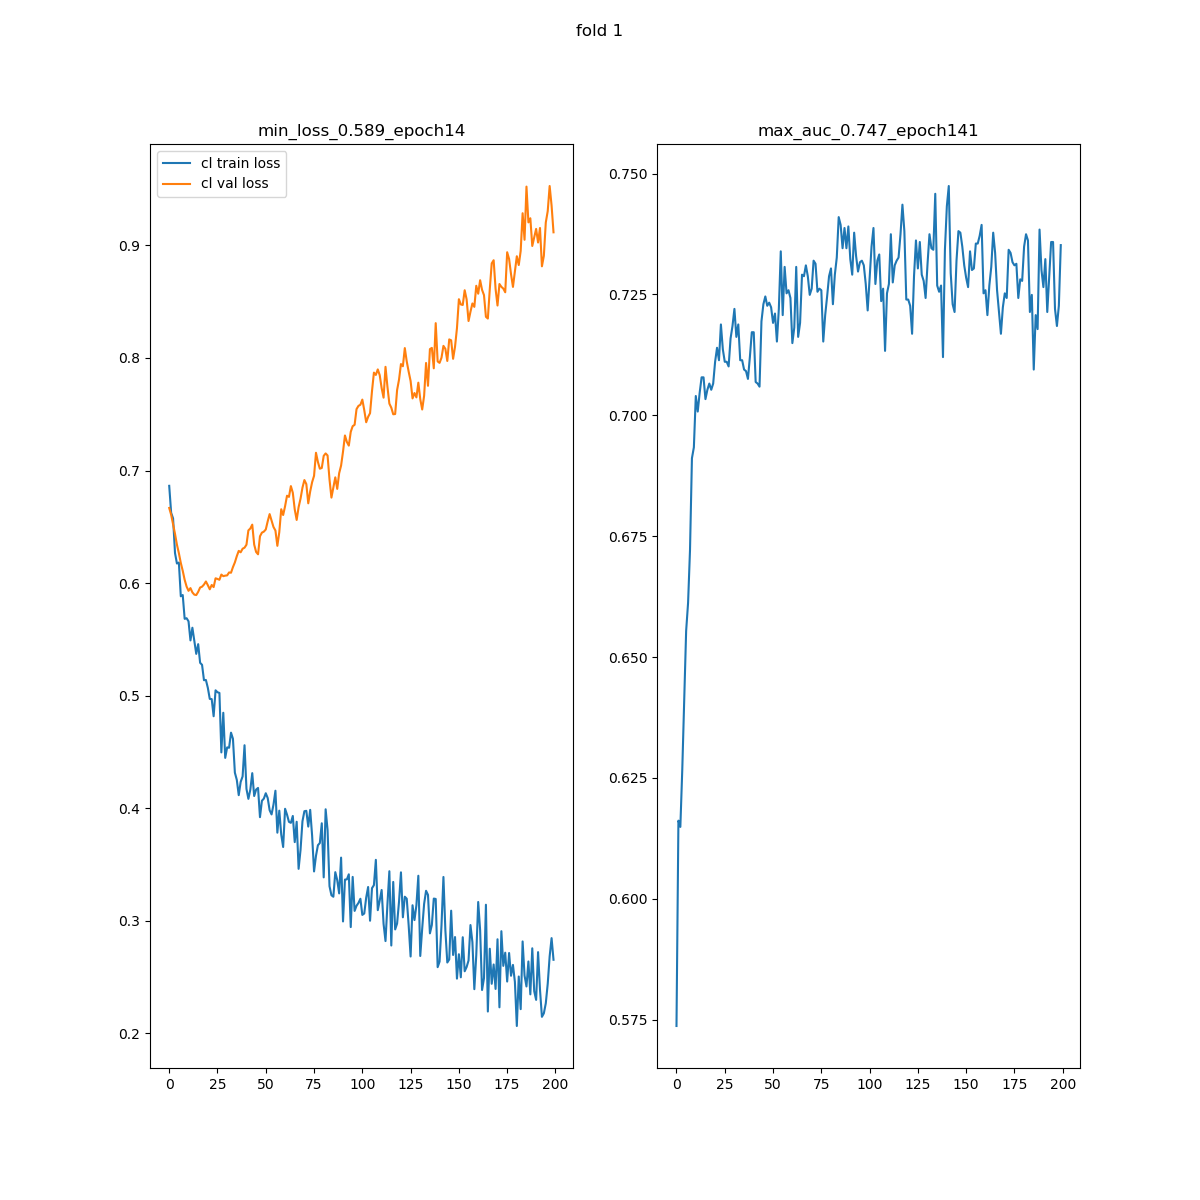 fold 1
min_loss_0.589_epoch14
cl train loss
cl val loss
0.9
0.8
0.7
0.6
0.5
0.4
0.3
0.2
0 25 50 75 100 125 150 175 200
max_auc_0.747_epoch141
0.750
0.725
0.700
0.675
0.650
0.625
0.600
0.575
0 25 50 75 100 125 150 175 200